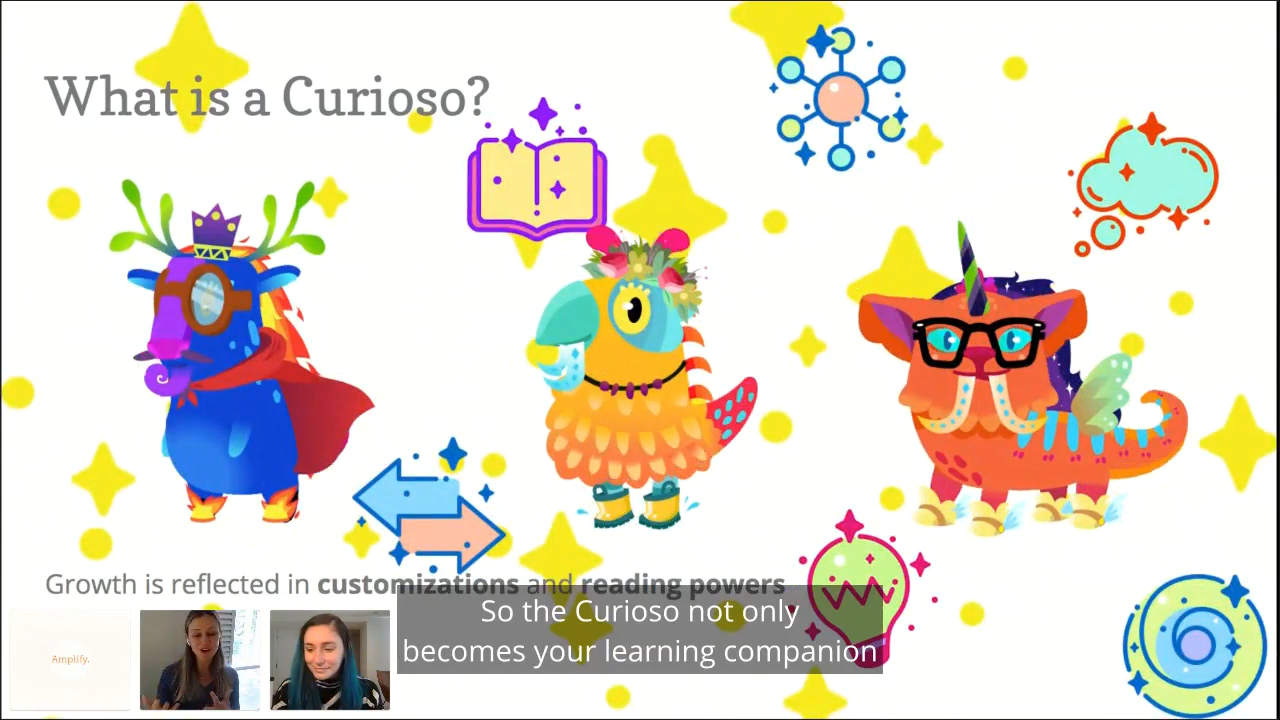 What is a Curioso?
Growth is reflected in customizations and reading powers
Amplify.
So the Curioso not only
becomes your learning companion